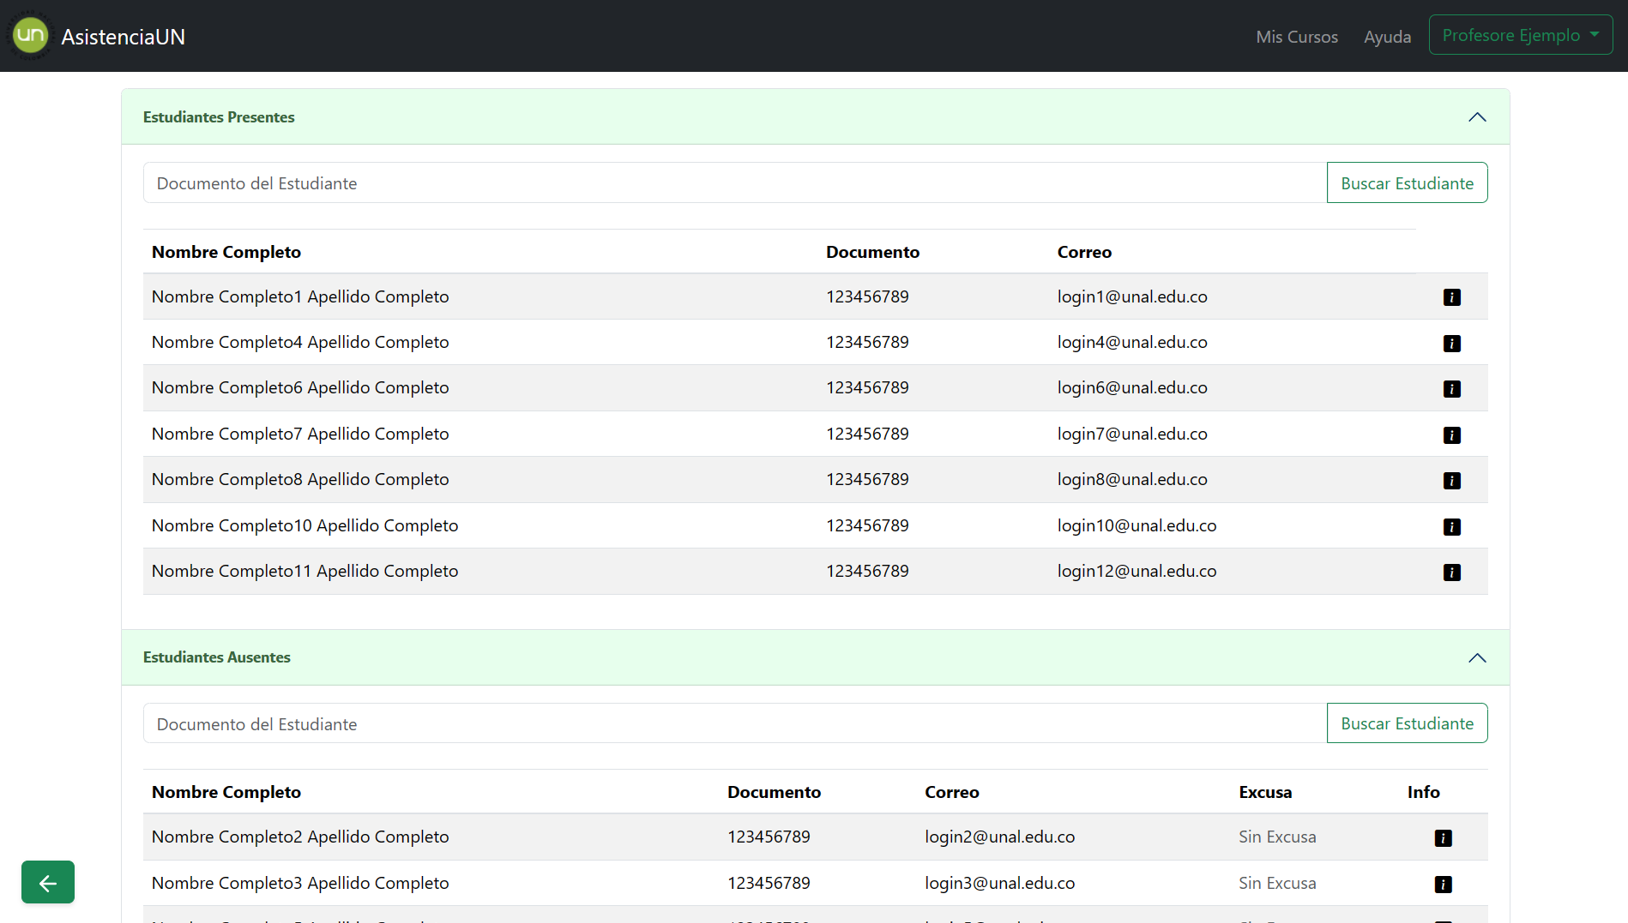 un AsistenciaUN Mis Cursos Ayuda Profesore Ejemplo
Estudiantes Presentes
Documento del Estudiante Buscar Estudiante
Nombre Completo Documento Correo
Nombre Completo1 Apellido Completo 123456789 login1@unal.edu.co i
Nombre Completo4 Apellido Completo 123456789 login4@unal.edu.co i
Nombre Completo6 Apellido Completo 123456789 login6@unal.edu.co i
Nombre Completo7 Apellido Completo 123456789 login7@unal.edu.co i
Nombre Completo8 Apellido Completo 123456789 login8@unal.edu.co i
Nombre Completo10 Apellido Completo 123456789 login10@unal.edu.co i
Nombre Completo11 Apellido Completo 123456789 login12@unal.edu.co i
Estudiantes Ausentes
Documento del Estudiante Buscar Estudiante
Nombre Completo Documento Correo Excusa Info
Nombre Completo2 Apellido Completo 123456789 login2@unal.edu.co Sin Excusa i
Nombre Completo3 Apellido Completo 123456789 login3@unal.edu.co Sin Excusa i